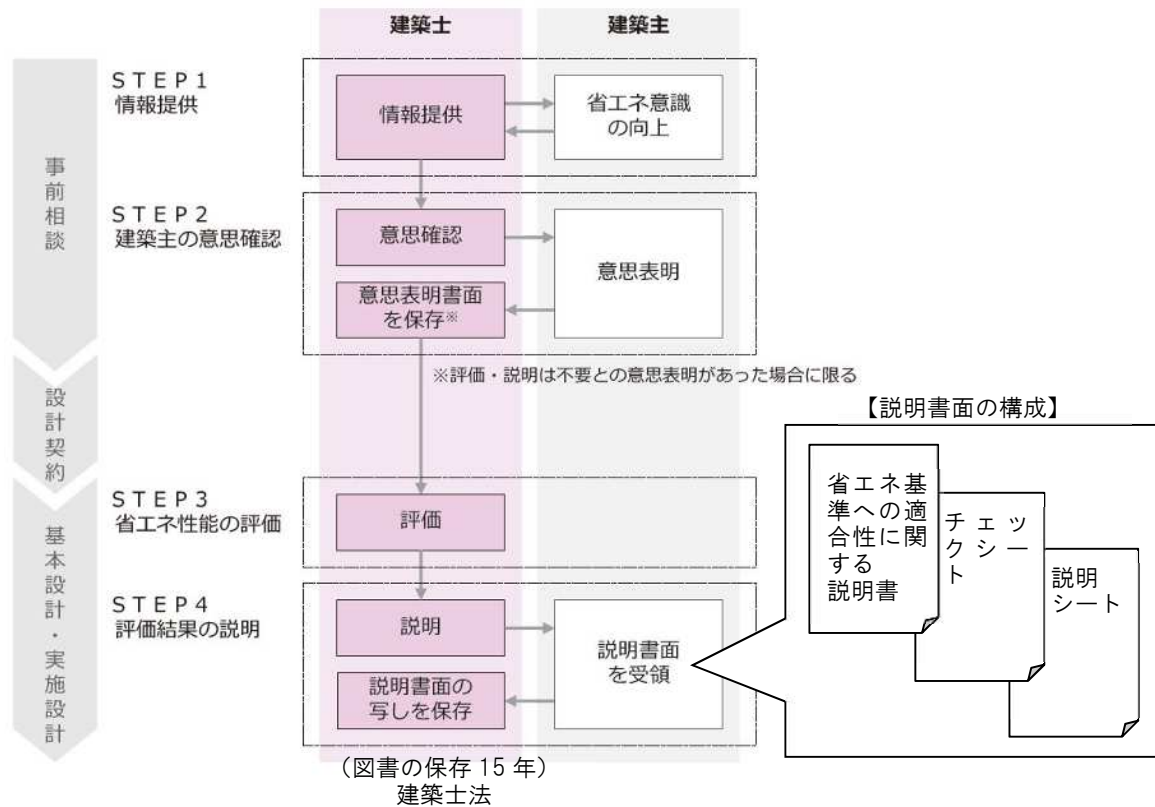 建築士
建築主
事前相談
設計契約
基本設計・実施設計
STEP1
情報提供
情報提供
省エネ意識
の向上
STEP2
建築主の意思確認
意思確認
意思表明書面
を保存※
意思表明
※評価・説明は不要との意思表明があった場合に限る
STEP3
省エネ性能の評価
評価
STEP4
評価結果の説明
説明
説明書面の
写しを保存
説明書面
を受領
(図書の保存 15 年)
建築士法
【説明書面の構成】
省エネ基
準への適
合性に関
する
説明書
チェッ
クシー
ト
説明
シート